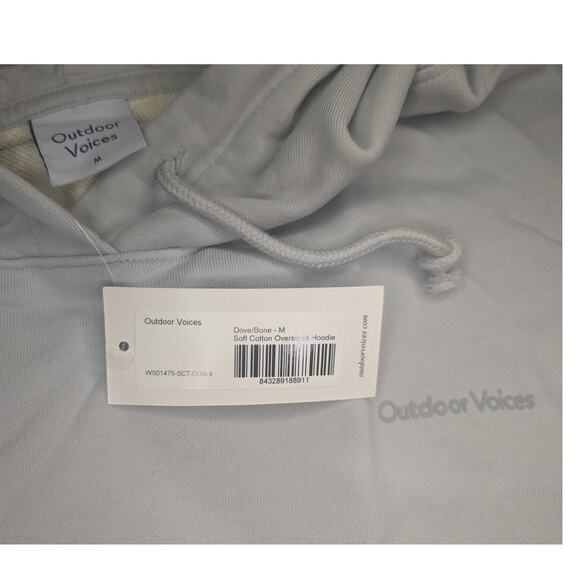 Outdoor
Voices
M
Outdoor Voices
Dove/Bone - M
Soft Cotton Oversized Hoodie
W501475-SCT-DBN-4
843289188911
outdoorvoices.com
Outdoor Voices